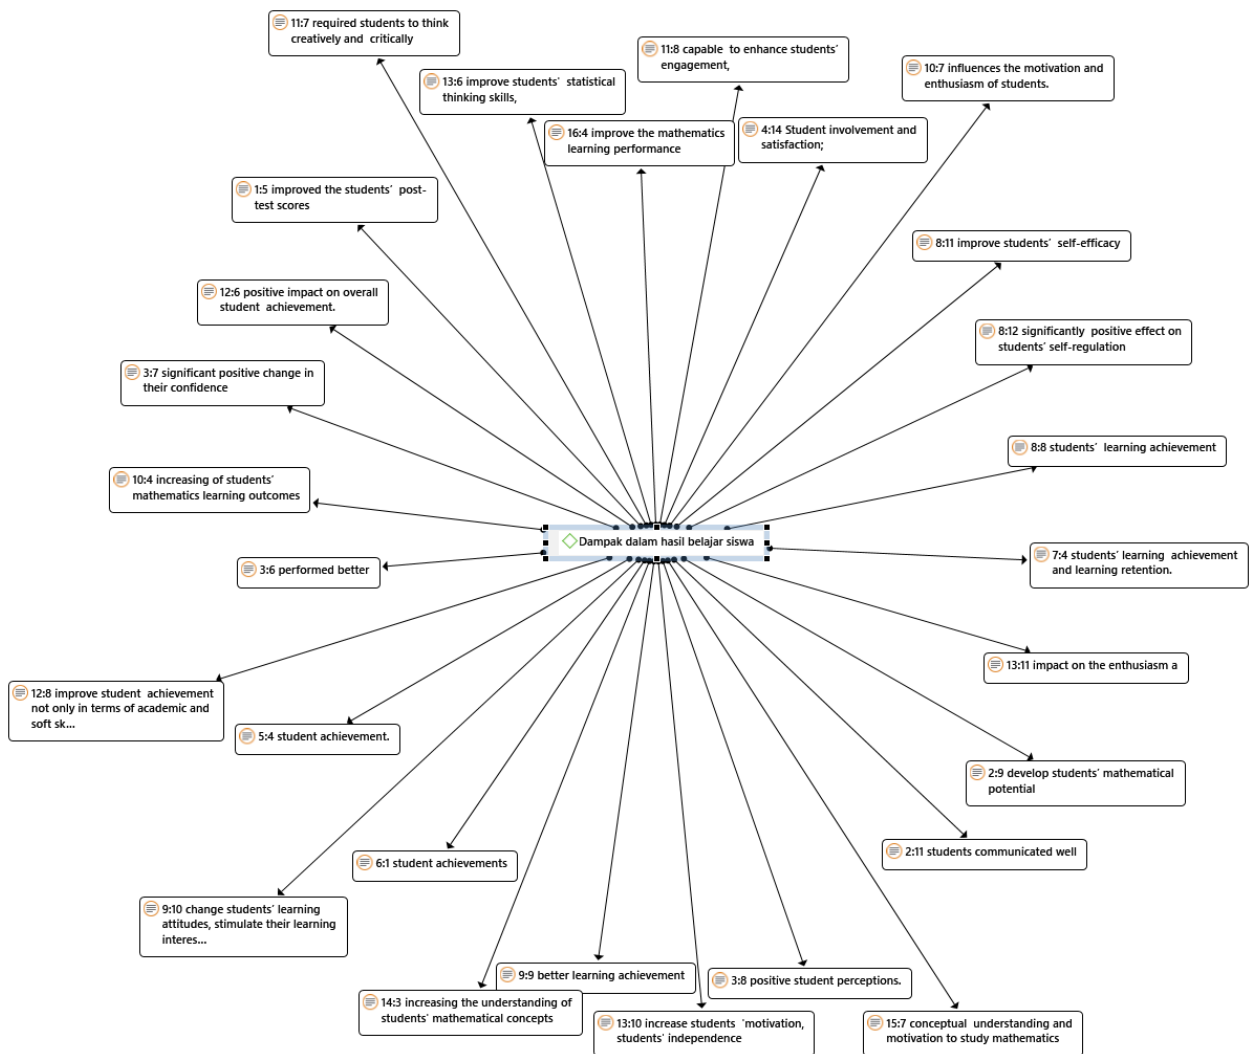 11:7 required students to think
creatively and critically
11:8 capable to enhance students´
engagement,
10:7 influences the motivation and
enthusiasm of students.
13:6 improve students´ statistical
thinking skills,
16:4 improve the mathematics
learning performance
4:14 Student involvement and
satisfaction;
1:5 improved the students´ post-
test scores
8:11 improve students´ self-efficacy
12:6 positive impact on overall
student achievement.
8:12 significantly positive effect on
students´ self-regulation
3:7 significant positive change in
their confidence
8:8 students´ learning achievement
10:4 increasing of students´
mathematics learning outcomes
Dampak dalam hasil belajar siswa
7:4 students´ learning achievement
and learning retention.
3:6 performed better
13:11 impact on the enthusiasm a
12:8 improve student achievement
not only in terms of academic and
soft sk...
5:4 student achievement.
2:9 develop students´ mathematical
potential
2:11 students communicated well
6:1 student achievements
9:10 change students´ learning
attitudes, stimulate their learning
interes...
9:9 better learning achievement
3:8 positive student perceptions.
14:3 increasing the understanding of
students´ mathematical concepts
13:10 increase students ´motivation,
students´ independence
15:7 conceptual understanding and
motivation to study mathematics